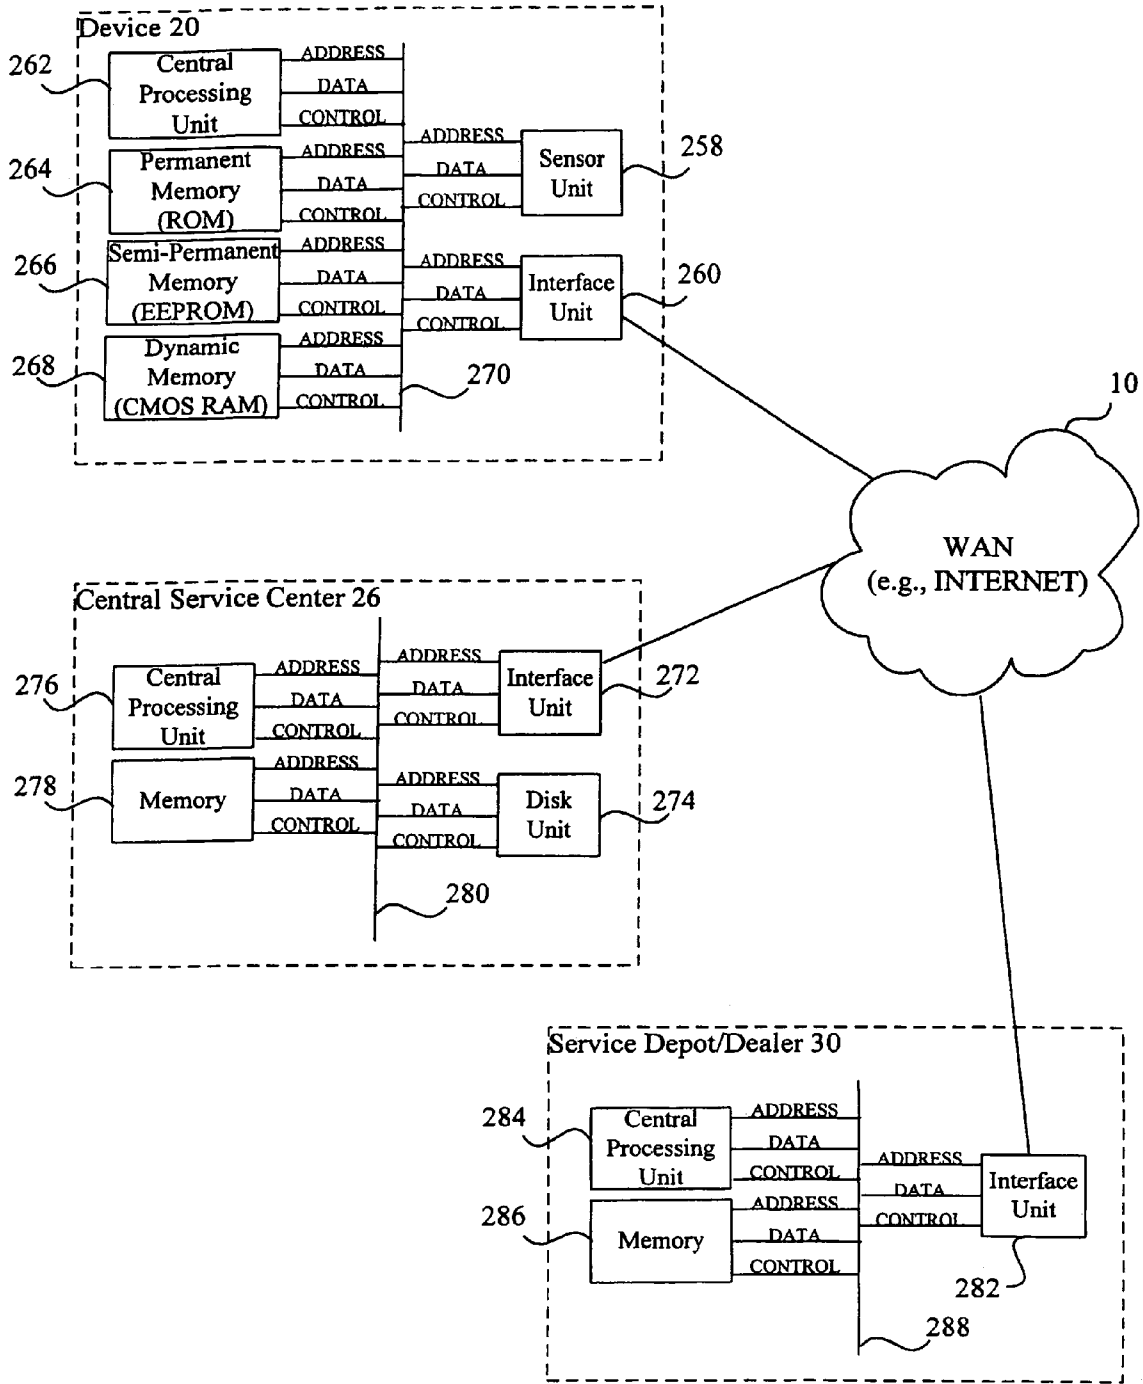 Device 20
262
Central
Processing
Unit
ADDRESS
DATA
CONTROL
264
Permanent
Memory
(ROM)
ADDRESS
DATA
CONTROL
266
Semi-Permanent
Memory
(EEPROM)
ADDRESS
DATA
CONTROL
268
Dynamic
Memory
(CMOS RAM)
ADDRESS
DATA
CONTROL
270
ADDRESS
DATA
CONTROL
Sensor
Unit
258
ADDRESS
DATA
CONTROL
Interface
Unit
260
10
WAN
(e.g., INTERNET)
Central Service Center 26
276
Central
Processing
Unit
ADDRESS
DATA
CONTROL
278
Memory
ADDRESS
DATA
CONTROL
ADDRESS
DATA
CONTROL
Interface
Unit
272
ADDRESS
DATA
CONTROL
Disk
Unit
274
280
Service Depot/Dealer 30
284
Central
Processing
Unit
ADDRESS
DATA
CONTROL
286
Memory
ADDRESS
DATA
CONTROL
ADDRESS
DATA
CONTROL
Interface
Unit
282
288